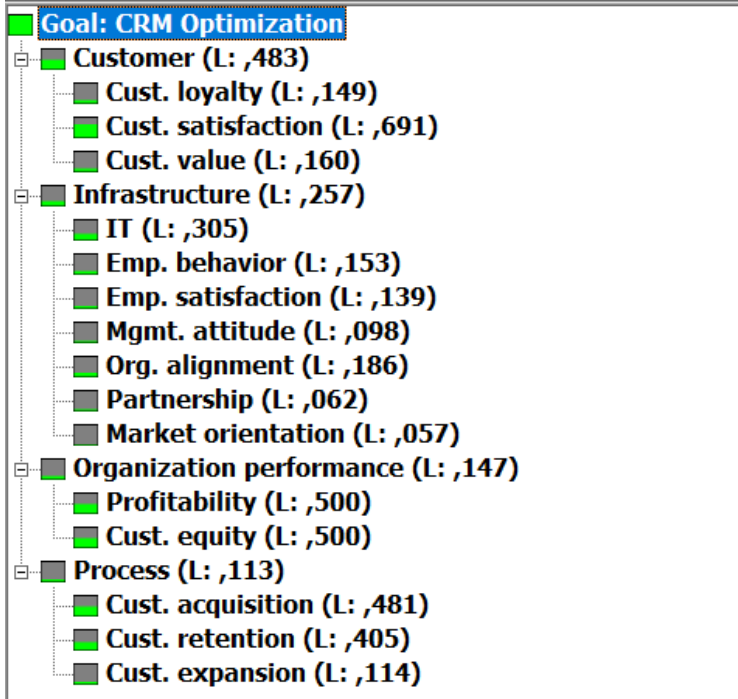 Goal: CRM Optimization
Customer (L: ,483)
Cust. loyalty (L: ,149)
Cust. satisfaction (L: ,691)
Cust. value (L: ,160)
Infrastructure (L: ,257)
IT (L: ,305)
Emp. behavior (L: ,153)
Emp. satisfaction (L: ,139)
Mgmt. attitude (L: ,098)
Org. alignment (L: ,186)
Partnership (L: ,062)
Market orientation (L: ,057)
Organization performance (L: ,147)
Profitability (L: ,500)
Cust. equity (L: ,500)
Process (L: ,113)
Cust. acquisition (L: ,481)
Cust. retention (L: ,405)
Cust. expansion (L: ,114)